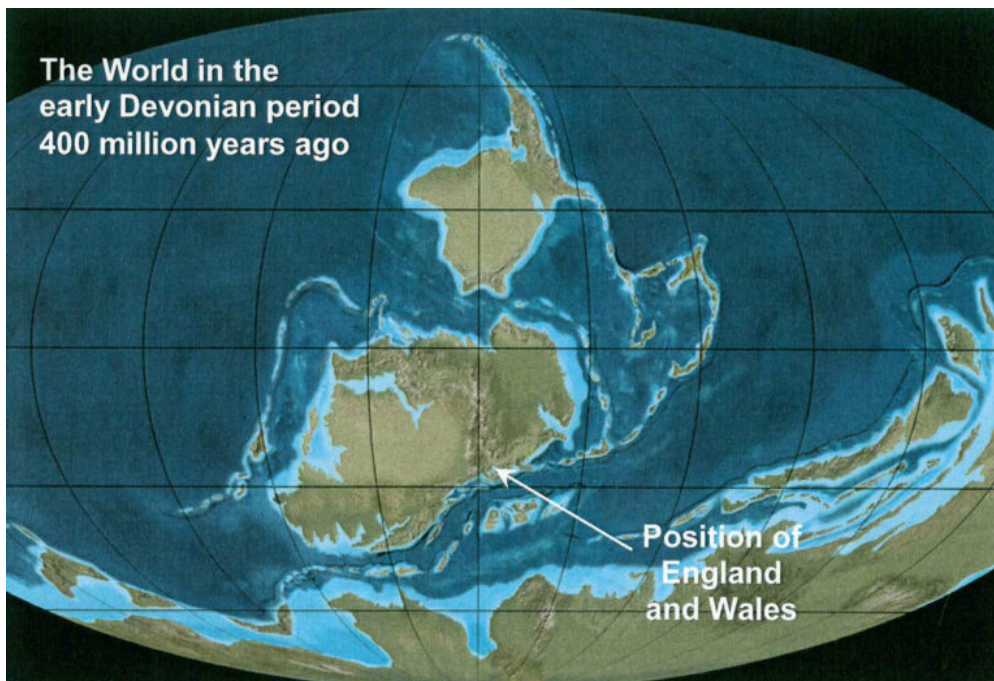 The World in the
early Devonian period
400 million years ago
Position of
England
and Wales